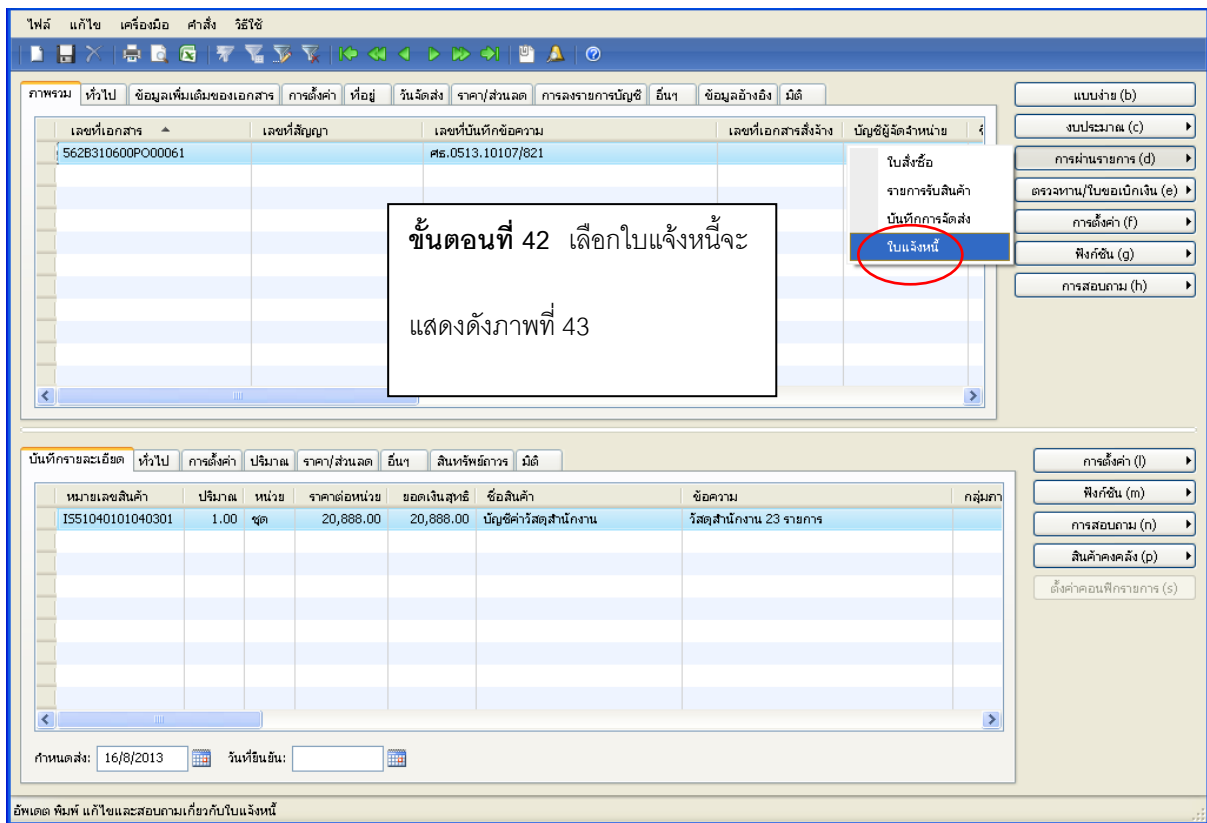 ไฟล์ แก้ไข เครื่องมือ คำสั่ง วิธีใช้
ภาพรวม ทั่วไป ข้อมูลเพิ่มเติมของเอกสาร การตั้งค่า ที่อยู่ วันจัดส่ง ราคา/ส่วนลด การลงรายการบัญชี อื่นๆ ข้อมูลอ้างอิง มิติ
แบบง่าย (b)
งบประมาณ (c)
การผ่านรายการ (d)
ตรวจทาน/ใบขอเบิกเงิน (e)
การตั้งค่า (f)
ฟังก์ชัน (g)
การสอบถาม (h)
เลขที่เอกสาร เลขที่สัญญา เลขที่บันทึกข้อความ เลขที่เอกสารสั่งจ้าง บัญชีผู้จัดจำหน่าย
562B310600PO00061 ศธ.0513.10107/821
ใบสั่งซื้อ
รายการรับสินค้า
บันทึกการจัดส่ง
ใบแจ้งหนี้
ขั้นตอนที่ 42 เลือกใบแจ้งหนี้จะ
แสดงดังภาพที่ 43
บันทึกรายละเอียด ทั่วไป การตั้งค่า ปริมาณ ราคา/ส่วนลด อื่นๆ สินทรัพย์ถาวร มิติ
การตั้งค่า (l)
ฟังก์ชัน (m)
การสอบถาม (n)
สินค้าคงคลัง (p)
ตั้งค่าคอนฟิกรายการ (s)
หมายเลขสินค้า ปริมาณ หน่วย ราคาต่อหน่วย ยอดเงินสุทธิ ชื่อสินค้า ข้อความ กลุ่มภา
IS51040101040301 1.00 ชุด 20,888.00 20,888.00 บัญชีค่าวัสดุสำนักงาน วัสดุสำนักงาน 23 รายการ
กำหนดส่ง: 16/8/2013 วันที่ยืนยัน:
อัพเดต พิมพ์ แก้ไขและสอบถามเกี่ยวกับใบแจ้งหนี้